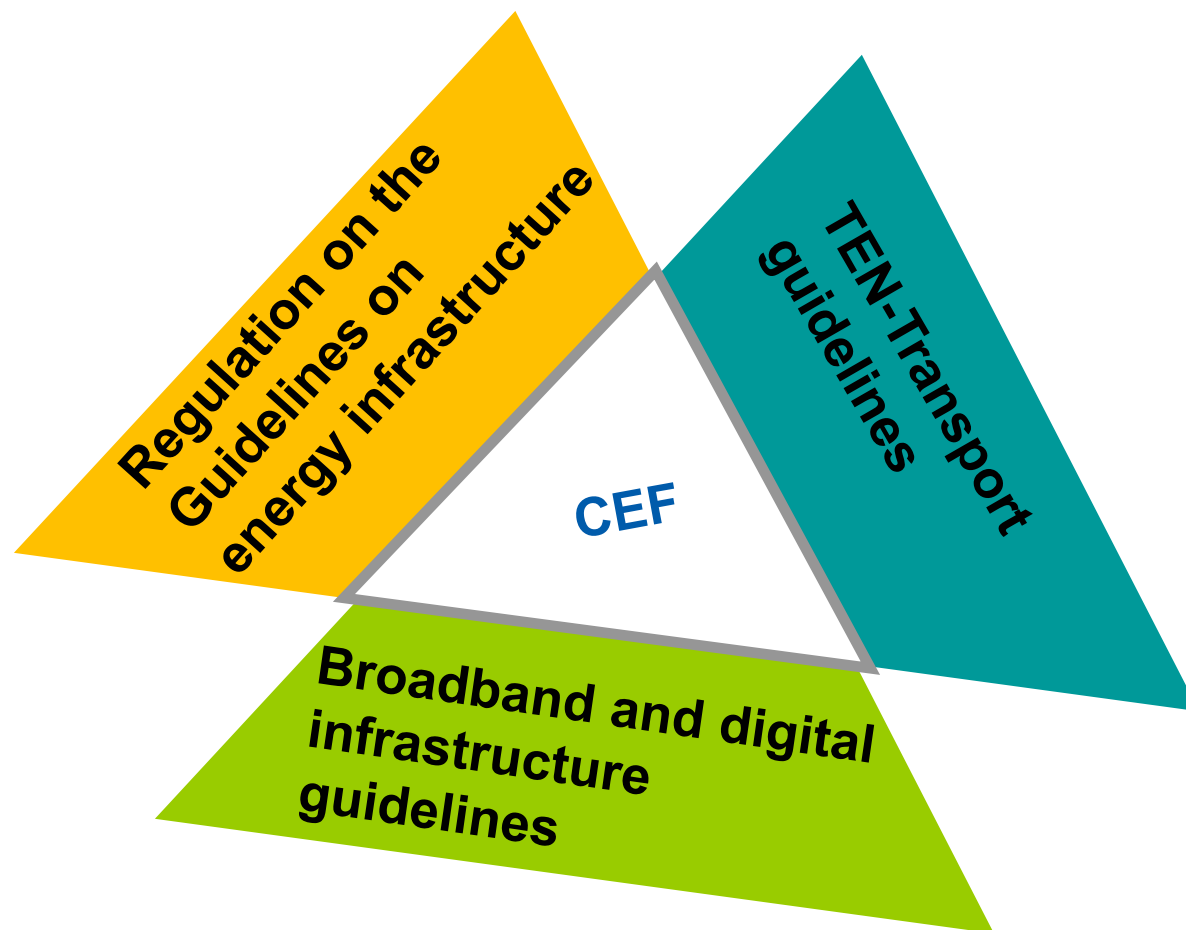 Regulation on the
Guidelines on
energy infrastructure
TEN-Transport
guidelines
CEF
Broadband and digital
infrastructure
guidelines